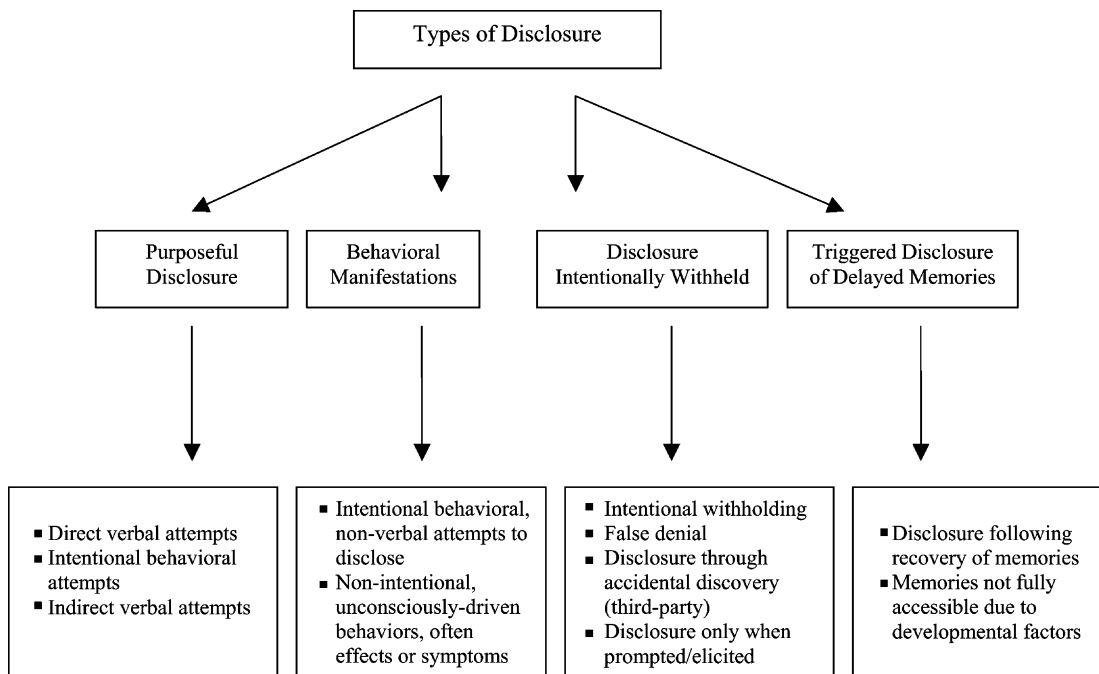 Types of Disclosure
Purposeful
Disclosure
Behavioral
Manifestations
Disclosure
Intentionally Withheld
Triggered Disclosure
of Delayed Memories
▪ Direct verbal attempts
▪ Intentional behavioral
attempts
▪ Indirect verbal attempts
▪ Intentional behavioral,
non-verbal attempts to
disclose
▪ Non-intentional,
unconsciously-driven
behaviors, often
effects or symptoms
▪ Intentional withholding
▪ False denial
▪ Disclosure through
accidental discovery
(third-party)
▪ Disclosure only when
prompted/elicited
▪ Disclosure following
recovery of memories
▪ Memories not fully
accessible due to
developmental factors